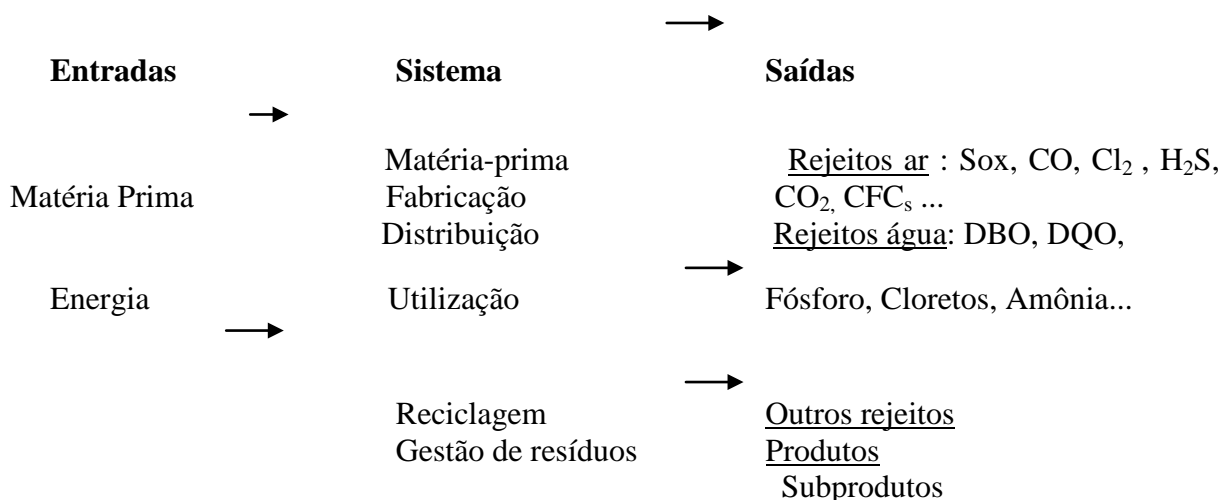 Entradas Sistema Saídas
Matéria-prima Rejeitos ar : Sox, CO, Cl₂ , H₂S,
Matéria Prima Fabricação CO₂, CFCₛ ...
Distribuição Rejeitos água: DBO, DQO,
Energia Utilização Fósforo, Cloretos, Amônia...
Reciclagem Outros rejeitos
Gestão de resíduos Produtos
Subprodutos